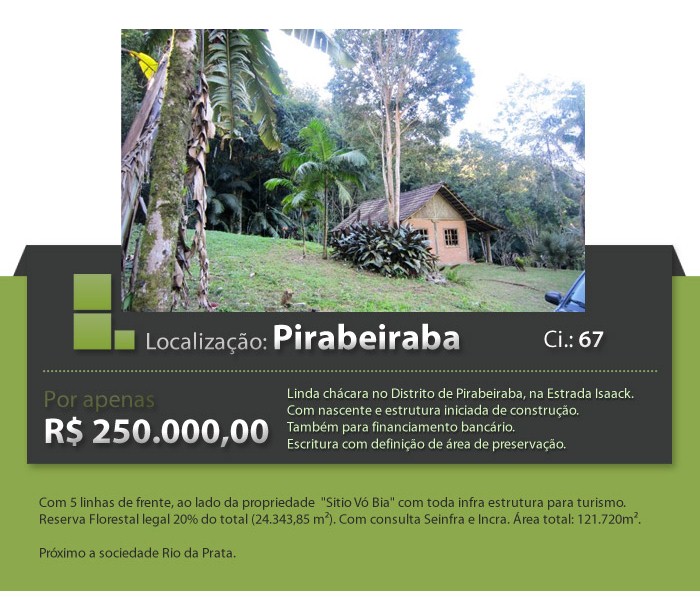 Localização: Pirabeiraba
Ci.: 67
Por apenas
R$ 250.000,00
Linda chácara no Distrito de Pirabeiraba, na Estrada Isaack.
Com nascente e estrutura iniciada de construção.
Também para financiamento bancário.
Escritura com definição de área de preservação.
Com 5 linhas de frente, ao lado da propriedade "Sitio Vó Bia" com toda infra estrutura para turismo.
Reserva Florestal legal 20% do total (24.343,85 m²). Com consulta Seinfra e Incra. Área total: 121.720m².
Próximo a sociedade Rio da Prata.